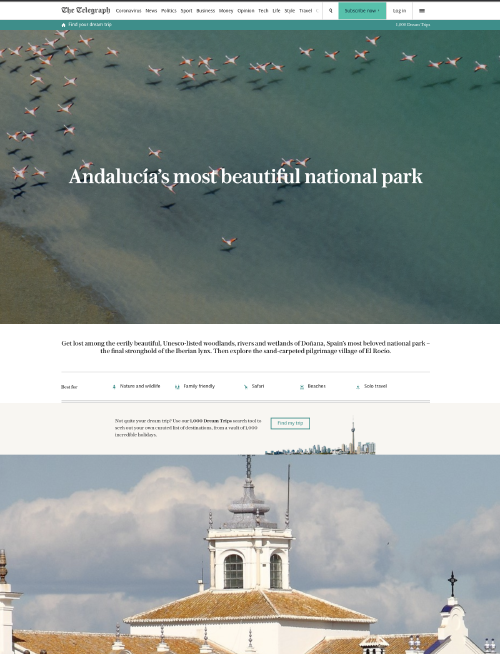 The Telegraph
Coronavirus News Politics Sport Business Money Opinion Tech Life Style Travel
Subscribe now
Log in
Find your dream trip
1,000 Dream Trips
Andalucía's most beautiful national park
Get lost among the eerily beautiful, Unesco-listed woodlands, rivers and wetlands of Doñana, Spain's most beloved national park –
the final stronghold of the Iberian lynx. Then explore the sand-carpeted pilgrimage village of El Rocío.
Best for
Nature and wildlife
Family friendly
Safari
Beaches
Solo travel
Not quite your dream trip? Use our 1,000 Dream Trips search tool to
seek out your own curated list of destinations, from a vault of 1,000
incredible holidays.
Find my trip